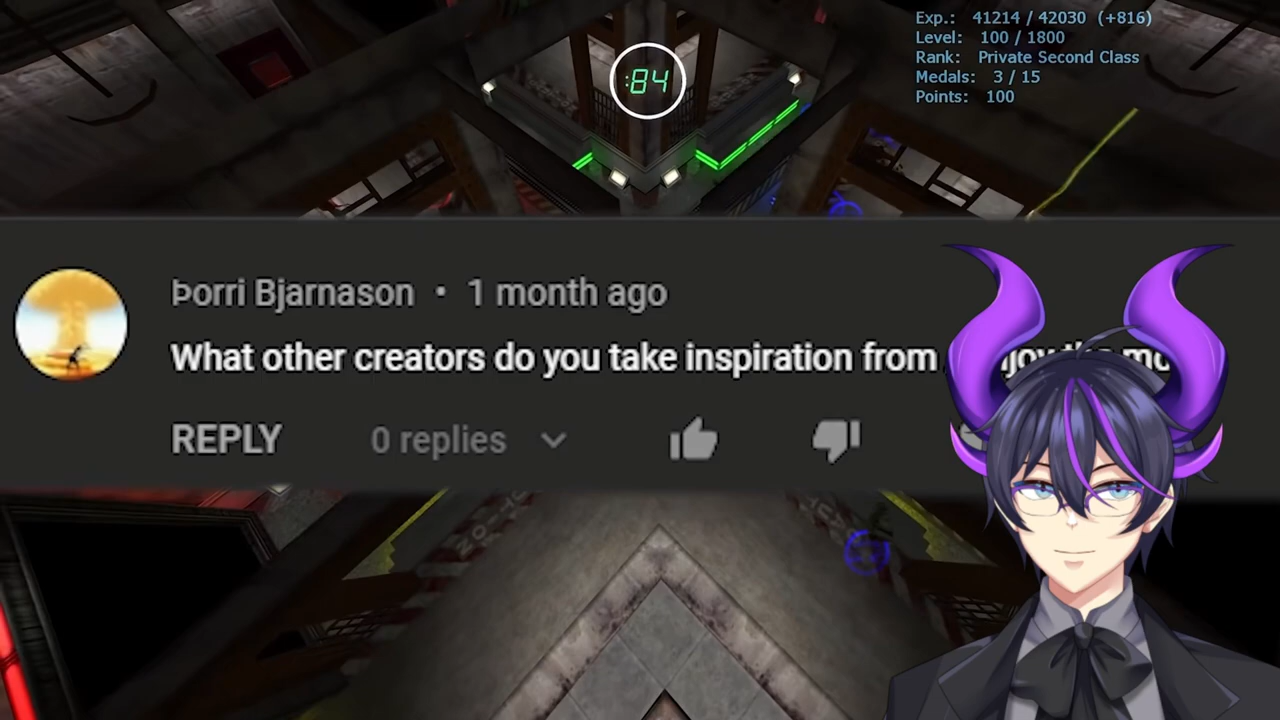 Exp.: 41214 / 42030 (+816)
Level: 100 / 1800
Rank: Private Second Class
Medals: 3 / 15
Points: 100
:84
Þorri Bjarnason • 1 month ago
What other creators do you take inspiration from
REPLY
0 replies